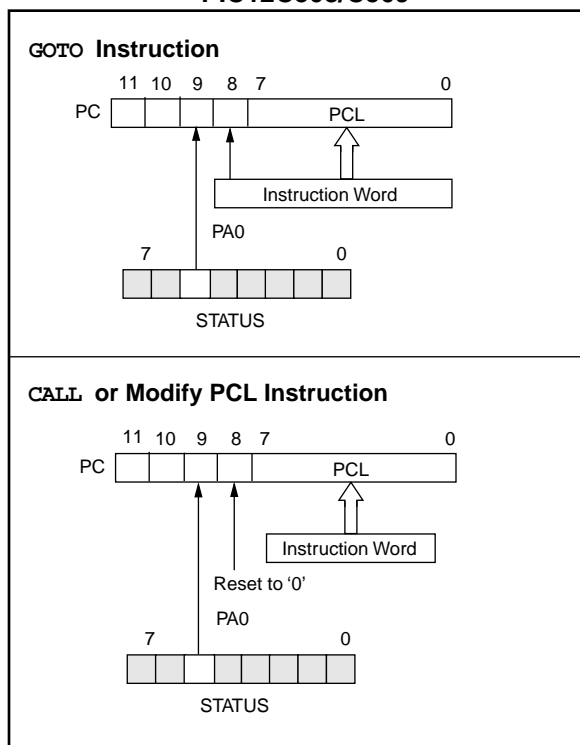 GOTO Instruction
11 10 9 8 7 0
PC PCL
Instruction Word
PA0
7 0
STATUS
CALL or Modify PCL Instruction
11 10 9 8 7 0
PC PCL
Instruction Word
Reset to ‘0’
PA0
7 0
STATUS